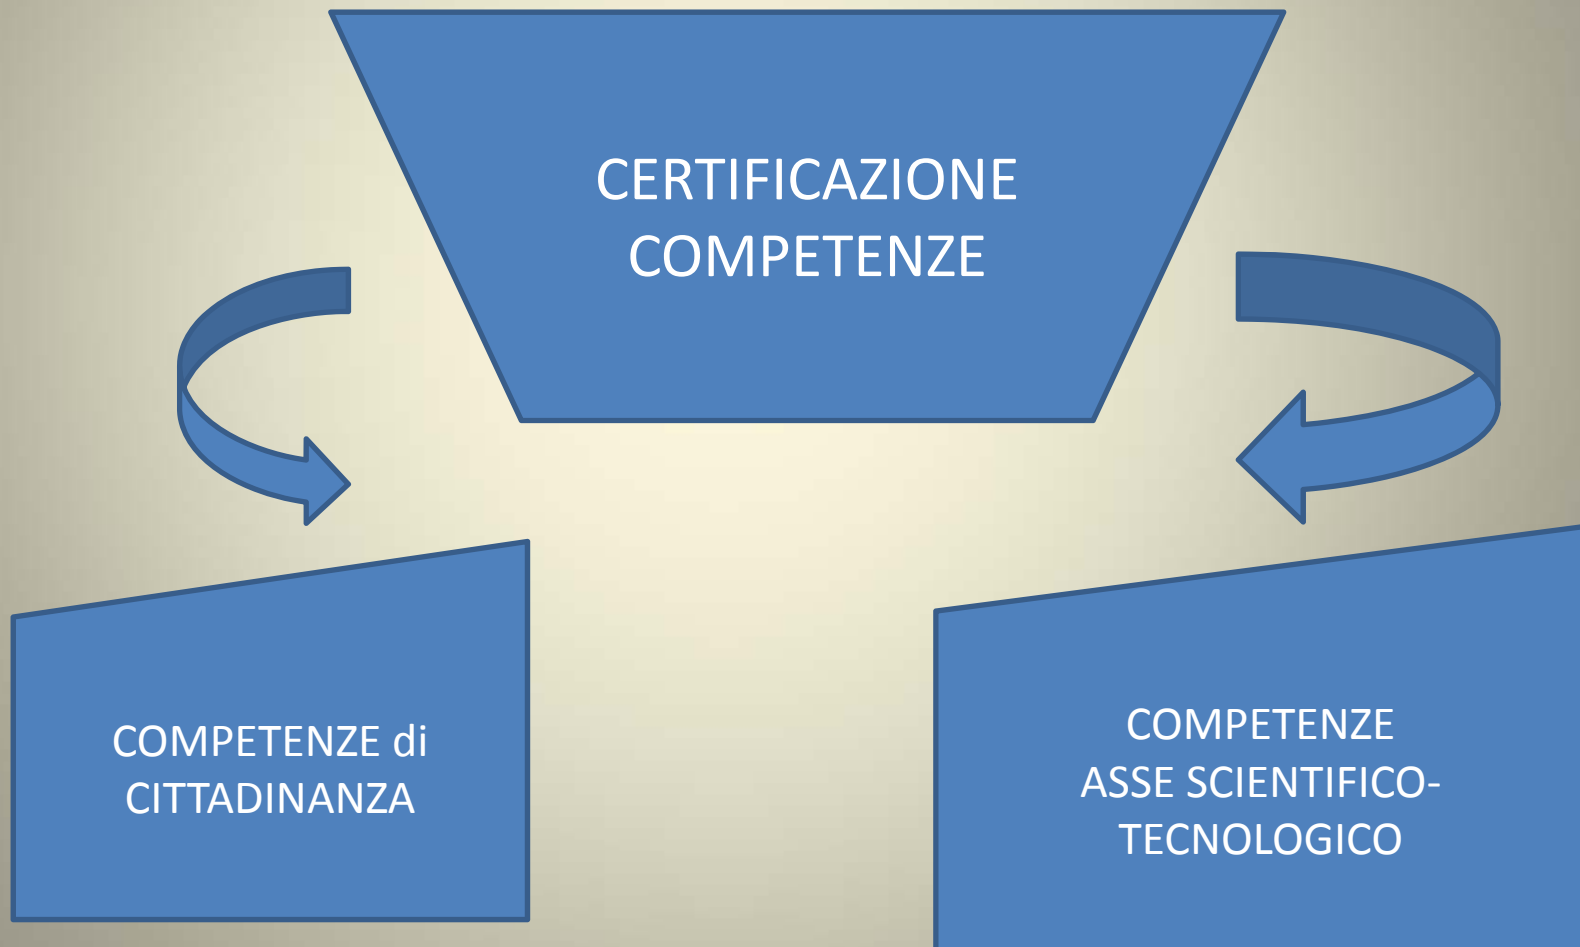 CERTIFICAZIONE
COMPETENZE
COMPETENZE di
CITTADINANZA
COMPETENZE
ASSE SCIENTIFICO-
TECNOLOGICO